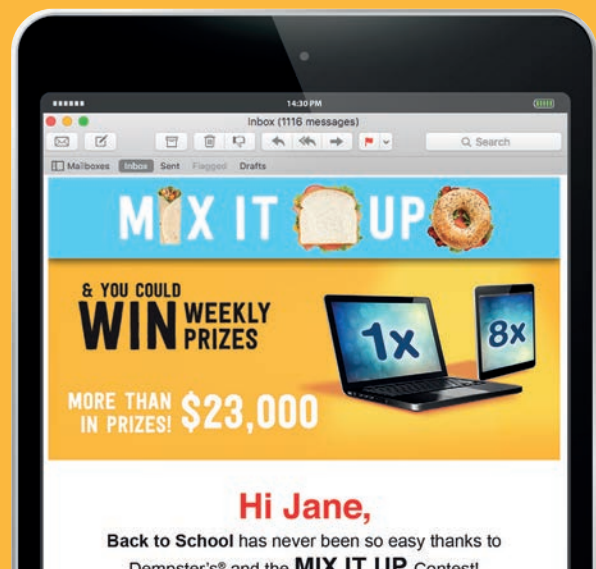 14:30 PM
Inbox (1116 messages)
Search
Mailboxes Inbox Sent Flagged Drafts
MIX IT UP
& YOU COULD
WIN WEEKLY PRIZES
1x
8x
MORE THAN
IN PRIZES! $23,000
Hi Jane,
Back to School has never been so easy thanks to
Dempster's® and the MIX IT UP Contest!